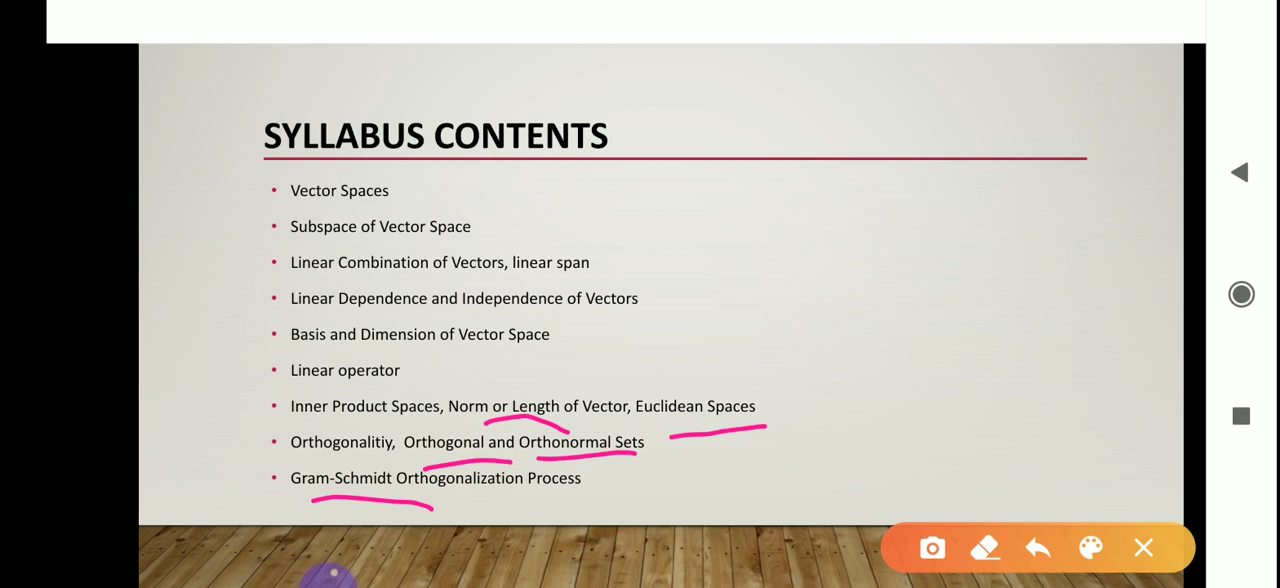 SYLLABUS CONTENTS
• Vector Spaces
• Subspace of Vector Space
• Linear Combination of Vectors, linear span
• Linear Dependence and Independence of Vectors
• Basis and Dimension of Vector Space
• Linear operator
• Inner Product Spaces, Norm or Length of Vector, Euclidean Spaces
• Orthogonalitiy, Orthogonal and Orthonormal Sets
• Gram-Schmidt Orthogonalization Process